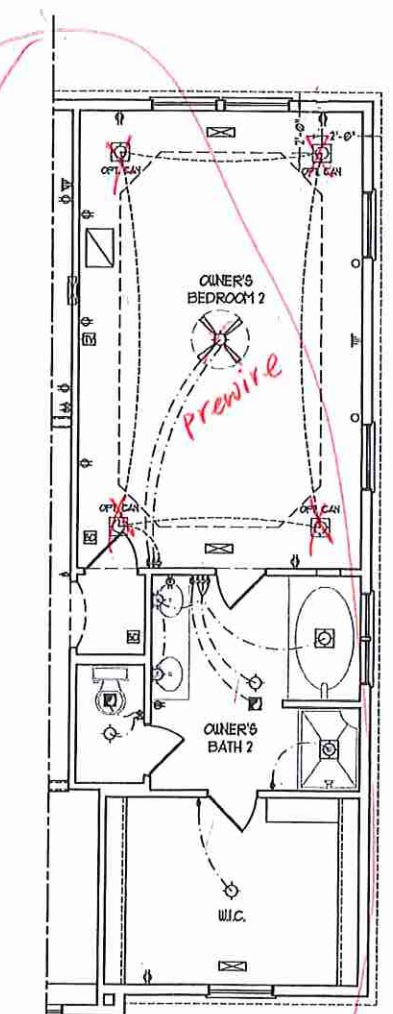 2'-0"
2'-0"
OPT. CAN
OPT. CAN
OWNER'S
BEDROOM 2
prewire
OPT. CAN
OPT. CAN
OWNER'S
BATH 2
W.I.C.